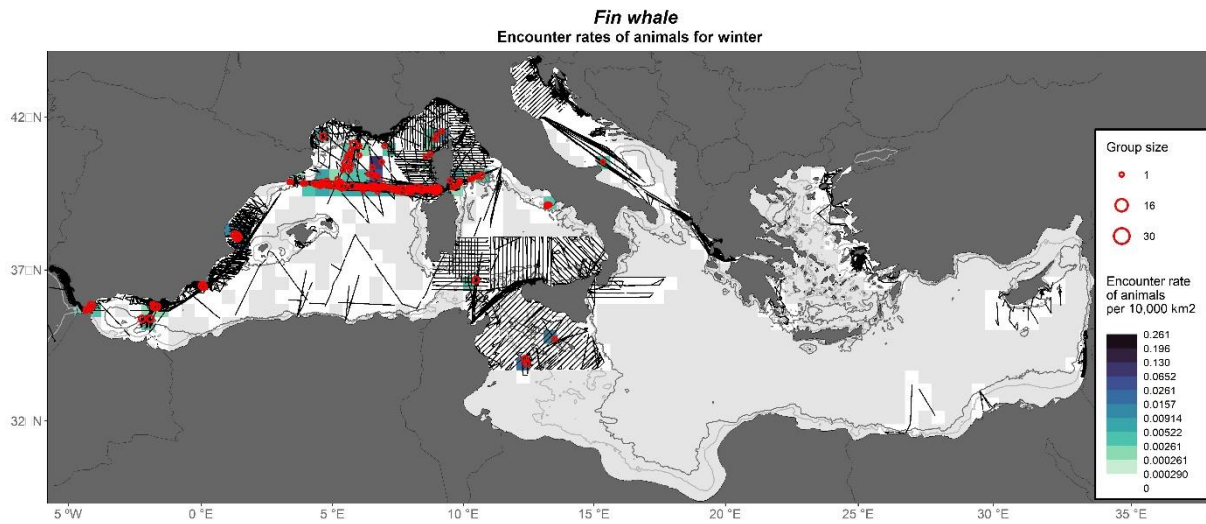 Fin whale
Encounter rates of animals for winter
42□N
37□N
32□N
5 °W
0 °E
5 °E
10 °E
15 °E
20 °E
25 °E
30 °E
35 °E
Group size
1
16
30
Encounter rate
of animals
per 10,000 km2
0.261
0.196
0.130
0.0652
0.0261
0.0157
0.00914
0.00522
0.00261
0.000261
0.000290
0